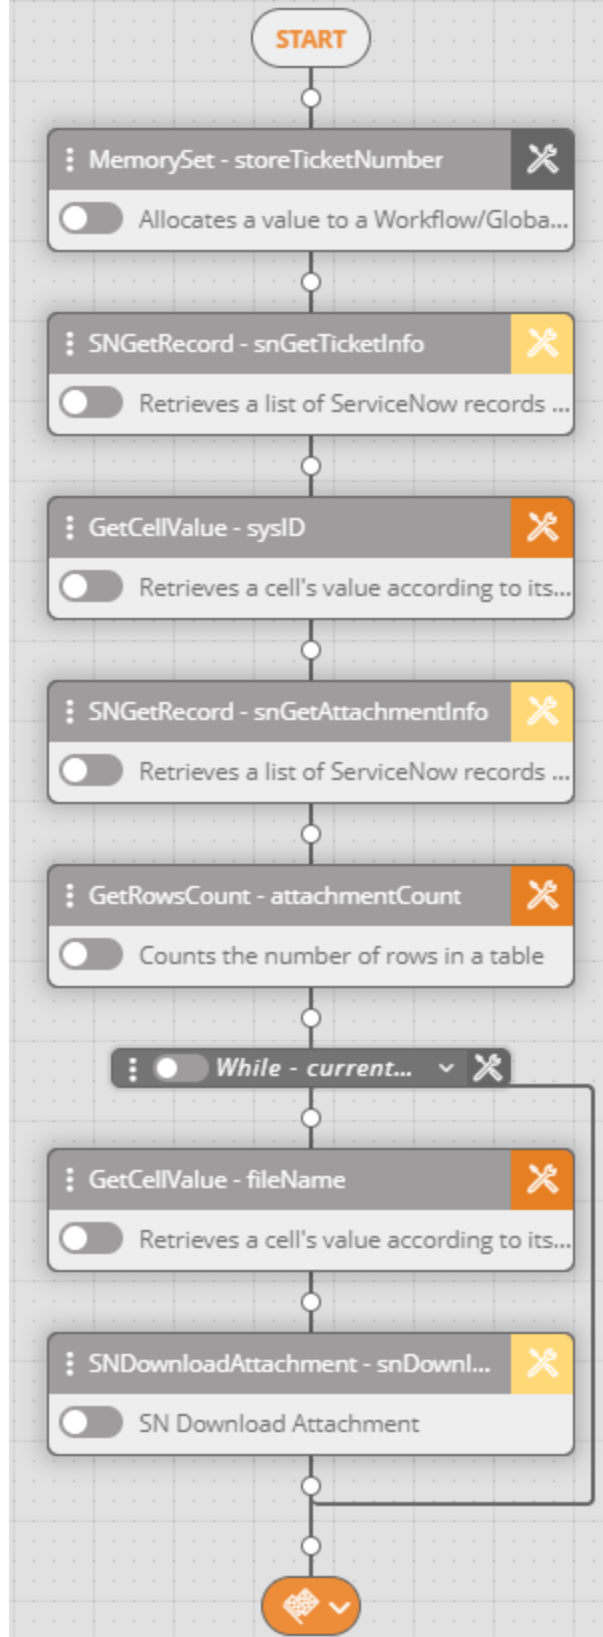 START
MemorySet - storeTicketNumber
Allocates a value to a Workflow/Globa...
SNGetRecord - snGetTicketInfo
Retrieves a list of ServiceNow records ...
GetCellValue - sysID
Retrieves a cell's value according to its...
SNGetRecord - snGetAttachmentInfo
Retrieves a list of ServiceNow records ...
GetRowsCount - attachmentCount
Counts the number of rows in a table
While - current...
GetCellValue - fileName
Retrieves a cell's value according to its...
SNDownloadAttachment - snDownl...
SN Download Attachment